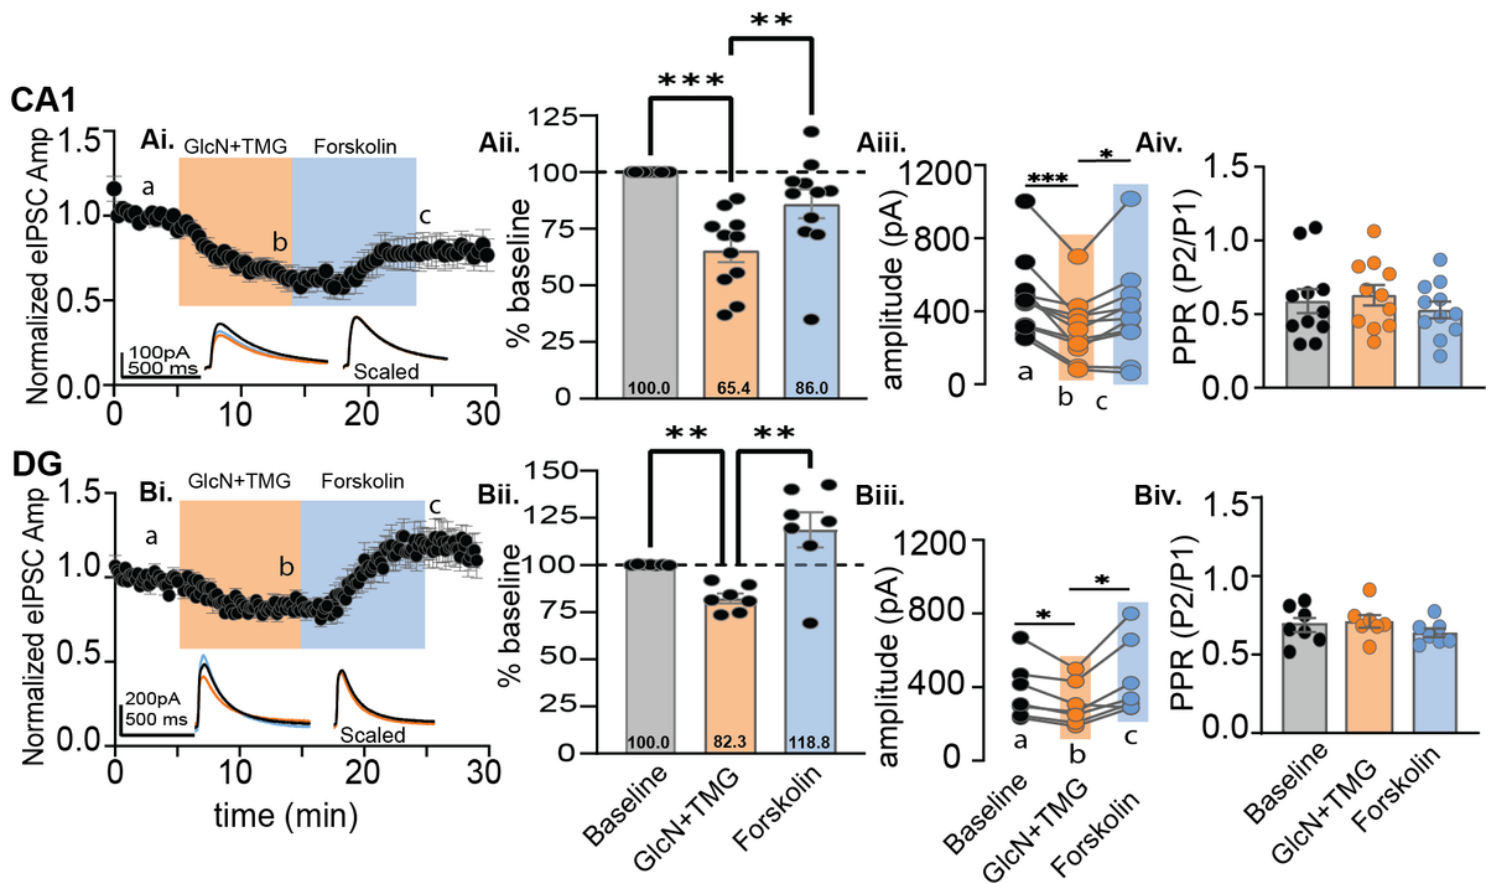 CA1
Ai.
GlcN+TMG
Forskolin
Normalized eIPSC Amp
1.5
1.0
0.5
0.0
a
b
c
100pA
500 ms
Scaled
0
10
20
30
Aii.
***
**
% baseline
125
100
75
50
25
0
100.0
65.4
86.0
Aiii.
***
*
amplitude (pA)
1200
800
400
0
a
b
c
Aiv.
PPR (P2/P1)
1.5
1.0
0.5
0.0
DG
Bi.
GlcN+TMG
Forskolin
Normalized eIPSC Amp
1.5
1.0
0.5
0.0
a
b
c
200pA
500 ms
Scaled
0
10
20
30
time (min)
Bii.
**
**
% baseline
150
125
100
75
50
25
0
100.0
82.3
118.8
Baseline
GlcN+TMG
Forskolin
Biii.
*
*
amplitude (pA)
1200
800
400
0
a
b
c
Baseline
GlcN+TMG
Forskolin
Biv.
PPR (P2/P1)
1.5
1.0
0.5
0.0
Baseline
GlcN+TMG
Forskolin